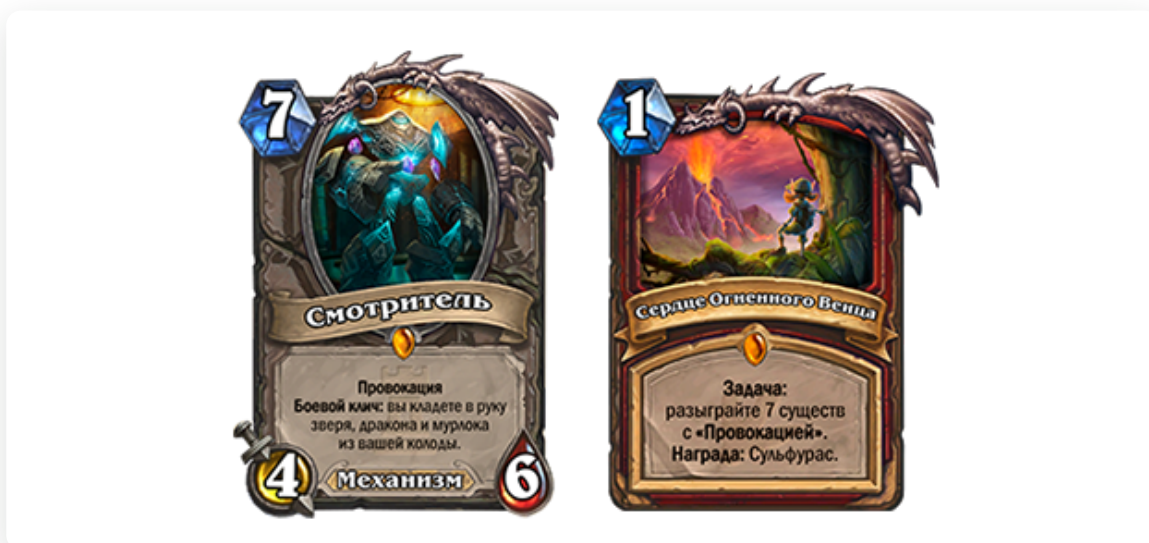 7
Смотритель
Провокация
Боевой клич: вы кладете в руку
зверя, дракона и мурлока
из вашей колоды.
4
Механизм
6
1
Сердце Огненного Венца
Задача:
разыграйте 7 существ
с «Провокацией».
Награда: Сульфурас.